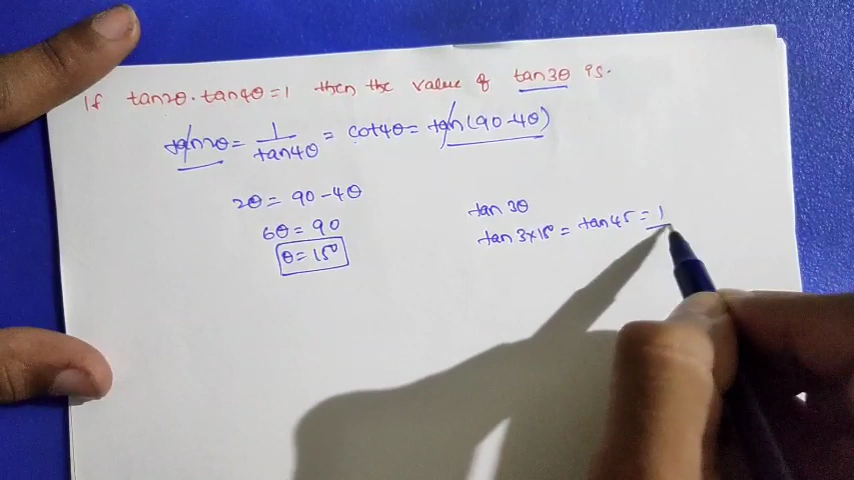 If tan2θ.tan4θ=1 then the value of tan3θ is.
tan2θ = 1/tan4θ = cot4θ = tan(90-4θ)
2θ = 90-4θ
6θ = 90
θ = 15°
tan 3θ
tan 3×15° = tan45 = 1